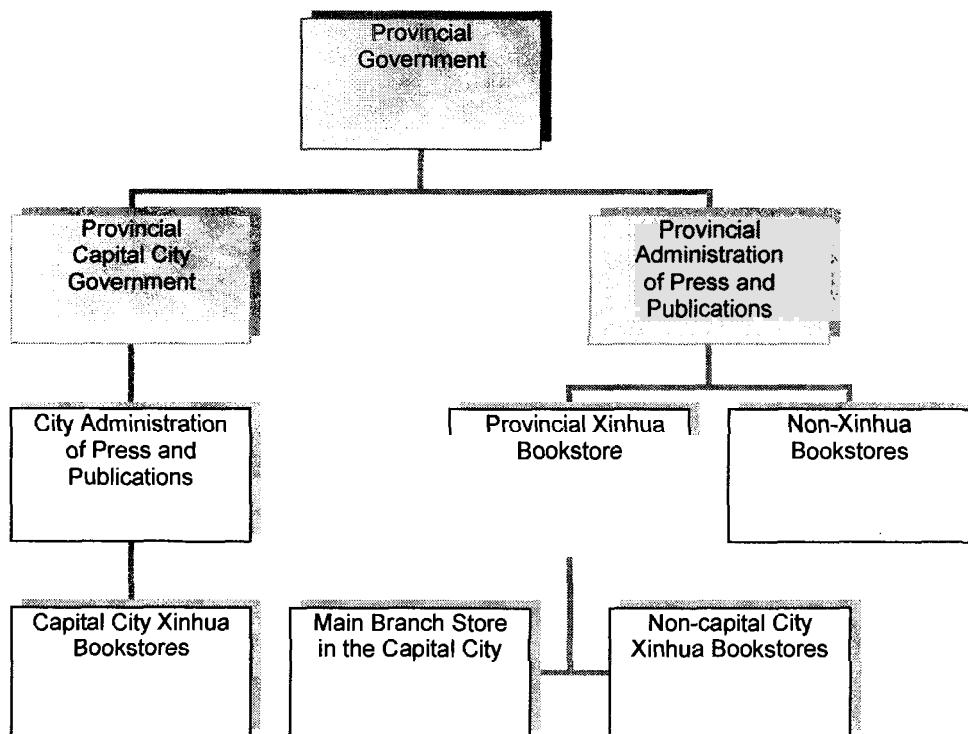 Provincial
Government
Provincial
Capital City
Government
Provincial
Administration
of Press and
Publications
City Administration
of Press and
Publications
Provincial Xinhua
Bookstore
Non-Xinhua
Bookstores
Capital City Xinhua
Bookstores
Main Branch Store
in the Capital City
Non-capital City
Xinhua Bookstores